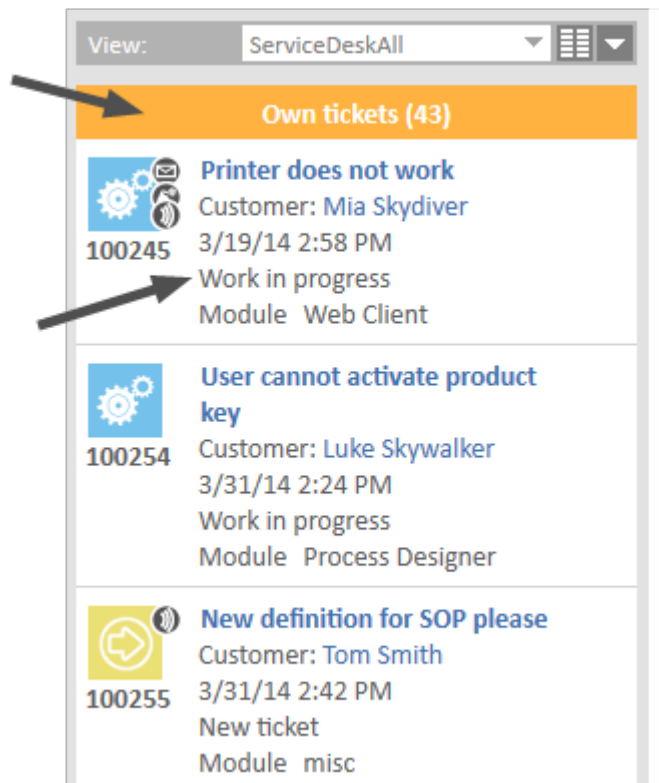 View: ServiceDeskAll
Own tickets (43)
Printer does not work
Customer: Mia Skydiver
100245 3/19/14 2:58 PM
Work in progress
Module Web Client
User cannot activate product
key
Customer: Luke Skywalker
100254
3/31/14 2:24 PM
Work in progress
Module Process Designer
New definition for SOP please
Customer: Tom Smith
100255 3/31/14 2:42 PM
New ticket
Module misc